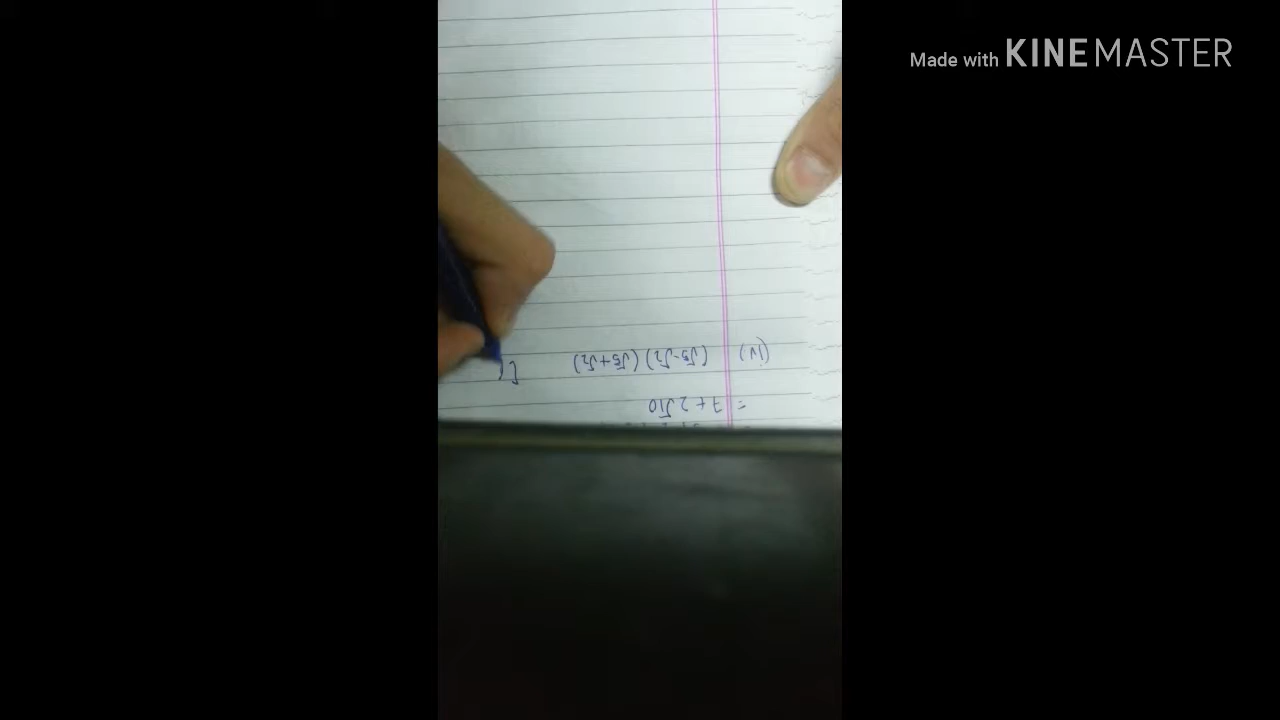 Made with KINEMASTER
= 7 + 2√10
(iv) (√5-√2) (√5+√2) [(